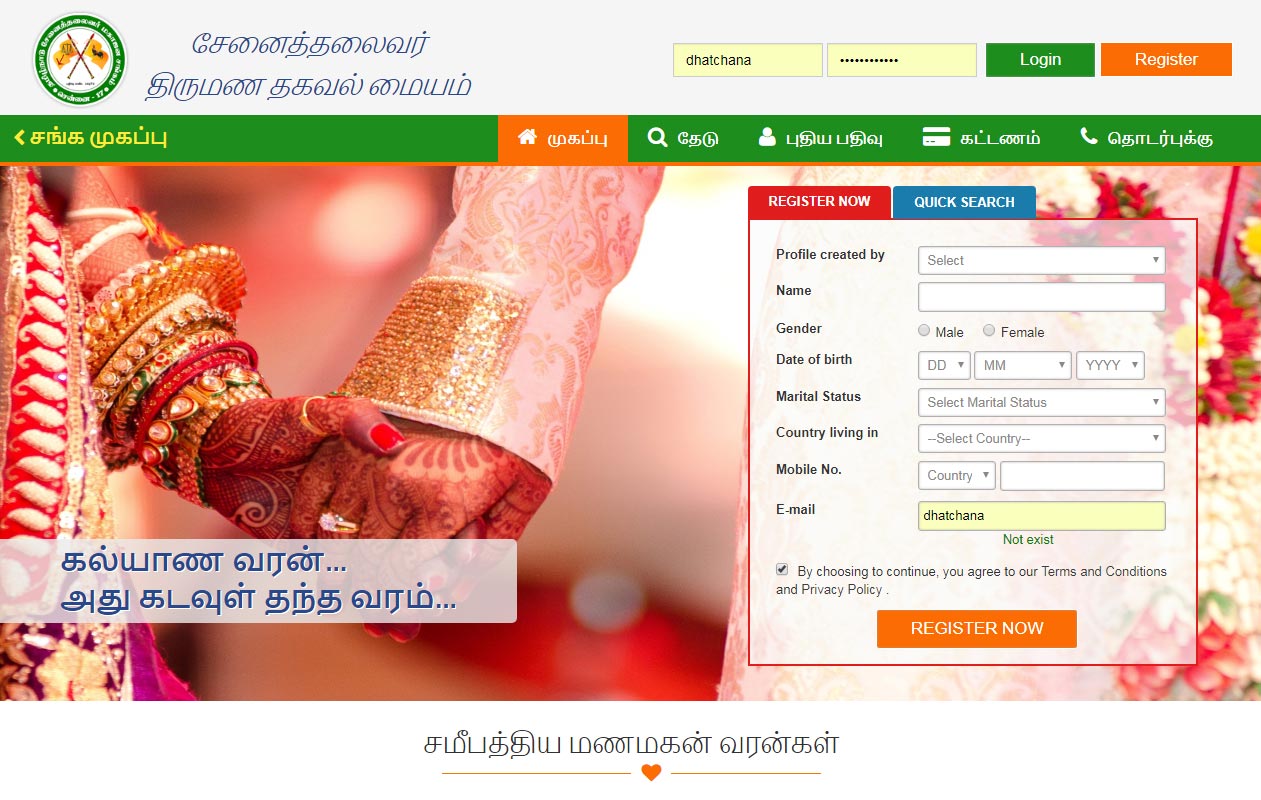 சேனைத்தலைவர்
திருமண தகவல் மையம்
dhatchana
Login
Register
சங்க முகப்பு
முகப்பு
தேடு
புதிய பதிவு
கட்டணம்
தொடர்புக்கு
REGISTER NOW
QUICK SEARCH
Profile created by
Select
Name
Gender
Male
Female
Date of birth
DD
MM
YYYY
Marital Status
Select Marital Status
Country living in
--Select Country--
Mobile No.
Country
E-mail
dhatchana
Not exist
By choosing to continue, you agree to our Terms and Conditions
and Privacy Policy .
REGISTER NOW
கல்யாண வரன்...
அது கடவுள் தந்த வரம்...
சமீபத்திய மணமகன் வரன்கள்